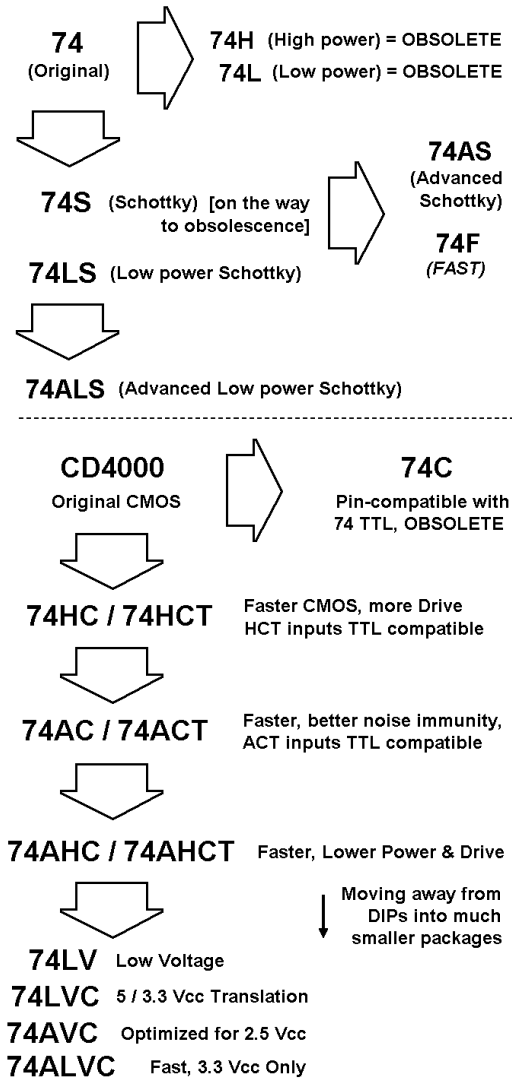 74
(Original)
74H (High power) = OBSOLETE
74L (Low power) = OBSOLETE
74S (Schottky) [on the way
to obsolescence]
74AS
(Advanced
Schottky)
74F
(FAST)
74LS (Low power Schottky)
74ALS (Advanced Low power Schottky)
CD4000
Original CMOS
74C
Pin-compatible with
74 TTL, OBSOLETE
74HC / 74HCT
Faster CMOS, more Drive
HCT inputs TTL compatible
74AC / 74ACT
Faster, better noise immunity,
ACT inputs TTL compatible
74AHC / 74AHCT Faster, Lower Power & Drive
Moving away from
DIPs into much
smaller packages
74LV Low Voltage
74LVC 5 / 3.3 Vcc Translation
74AVC Optimized for 2.5 Vcc
74ALVC Fast, 3.3 Vcc Only